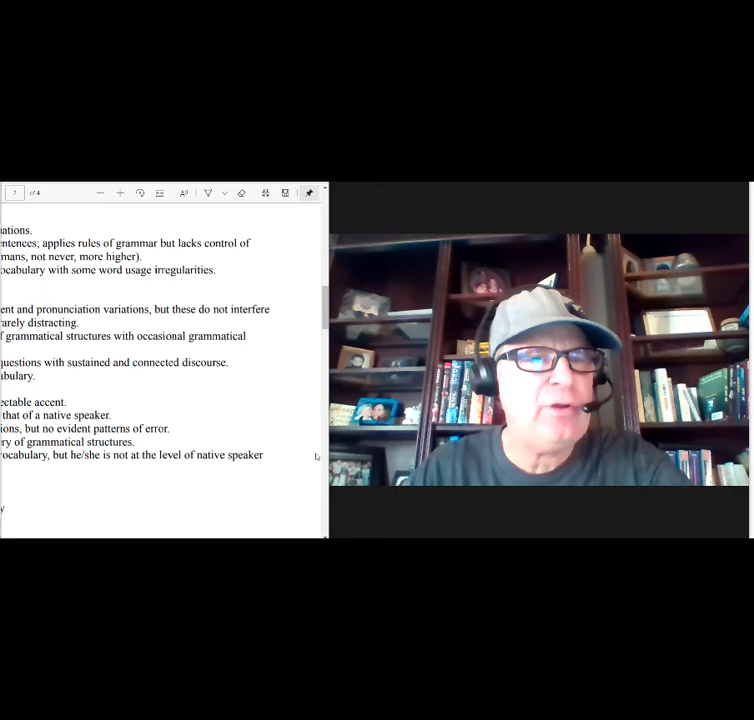 of 4
ations.
ntences; applies rules of grammar but lacks control of
mans, not never, more higher).
ocabulary with some word usage irregularities.
ent and pronunciation variations, but these do not interfere
arely distracting.
f grammatical structures with occasional grammatical
questions with sustained and connected discourse.
abulary.
ectable accent.
that of a native speaker.
ions, but no evident patterns of error.
ry of grammatical structures.
ocabulary, but he/she is not at the level of native speaker
y